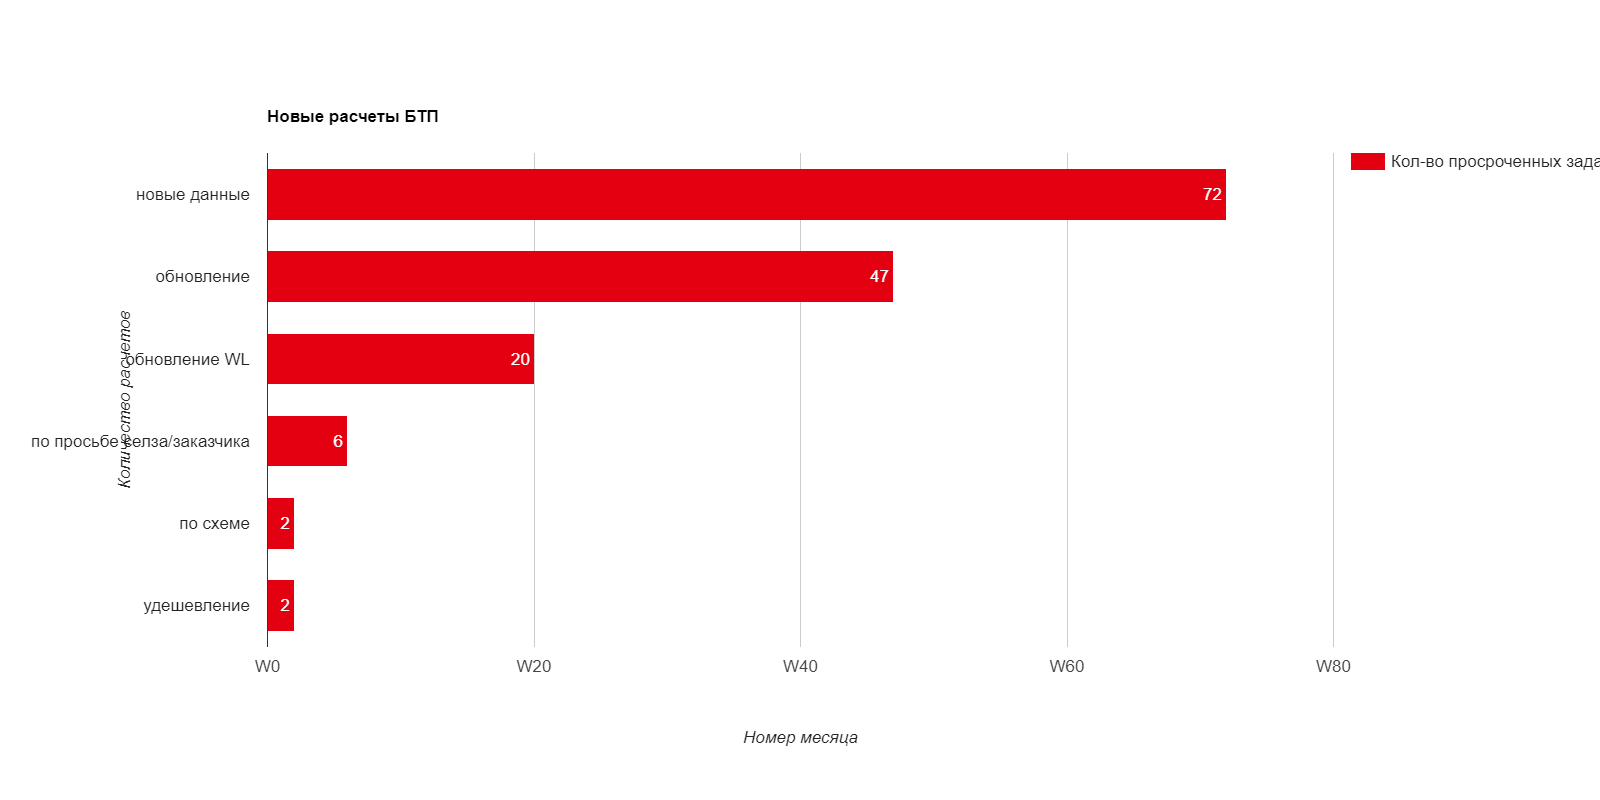 Новые расчеты БТП
Кол-во просроченных зада
новые данные
72
обновление
47
обновление WL
20
по просьбе селза/заказчика
6
по схеме
2
удешевление
2
Количество расчетов
W0
W20
W40
W60
W80
Номер месяца